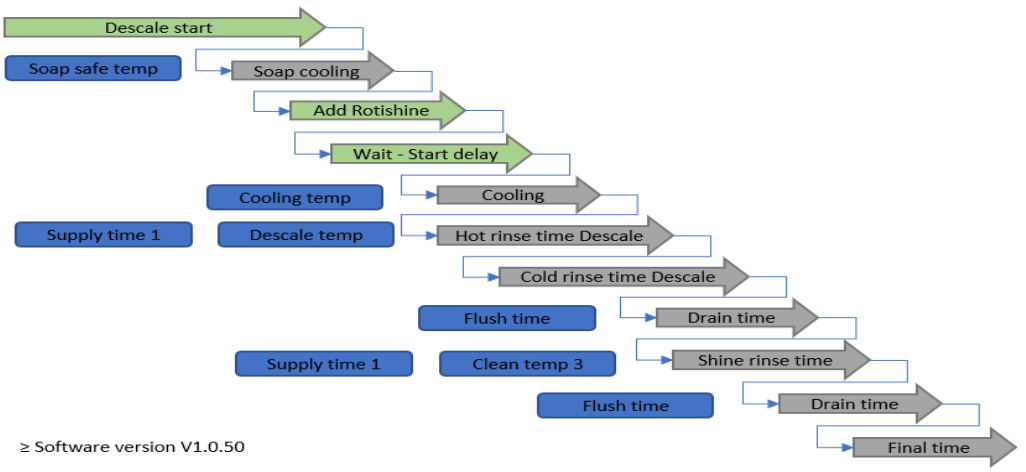 Descale start
Soap safe temp
Soap cooling
Add Rotishine
Wait - Start delay
Cooling temp
Cooling
Supply time 1
Descale temp
Hot rinse time Descale
Cold rinse time Descale
Flush time
Drain time
Supply time 1
Clean temp 3
Shine rinse time
Flush time
Drain time
≥ Software version V1.0.50
Final time